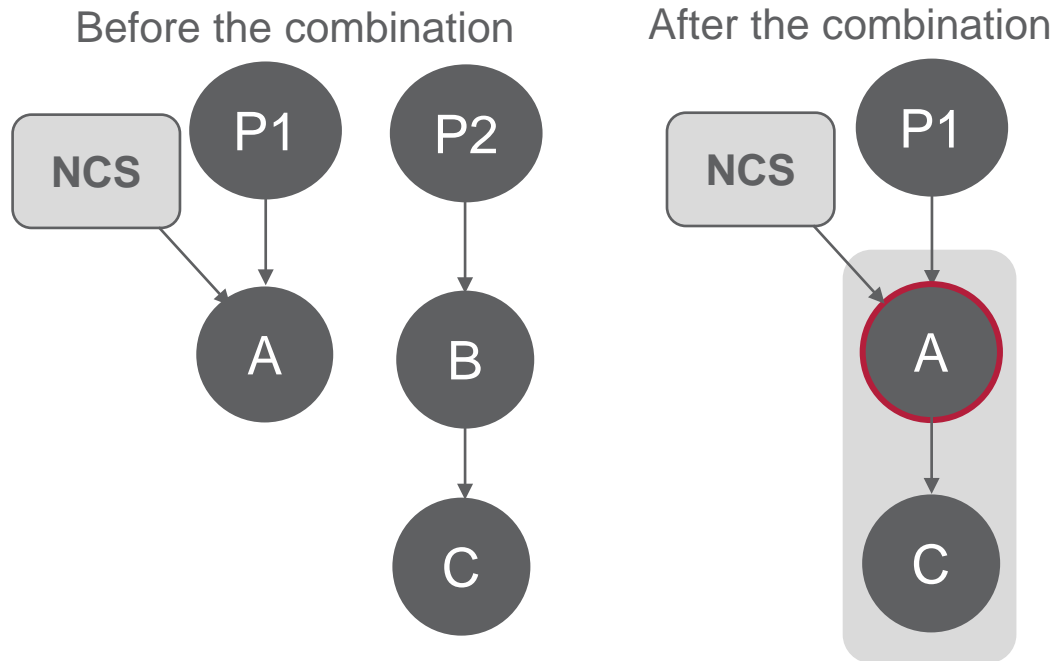 Before the combination
NCS
P1
P2
A
B
C
After the combination
NCS
P1
A
C